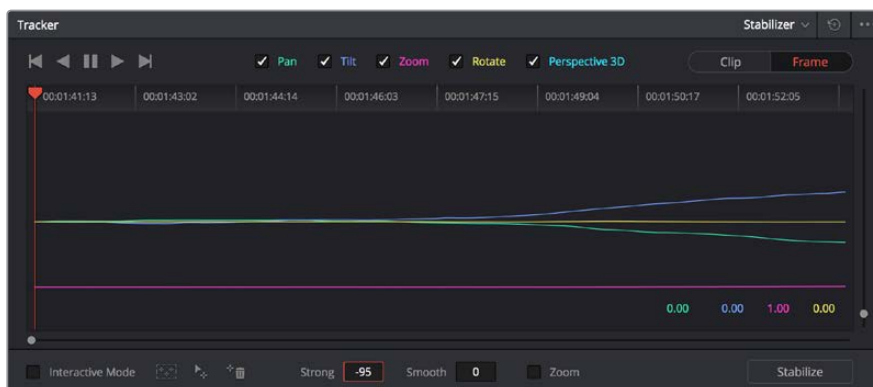 Tracker Stabilizer
Pan Tilt Zoom Rotate Perspective 3D Clip Frame
00:01:41:13 00:01:43:02 00:01:44:14 00:01:46:03 00:01:47:15 00:01:49:04 00:01:50:17 00:01:52:05
0.00 0.00 1.00 0.00
Interactive Mode Strong -95 Smooth 0 Zoom Stabilize